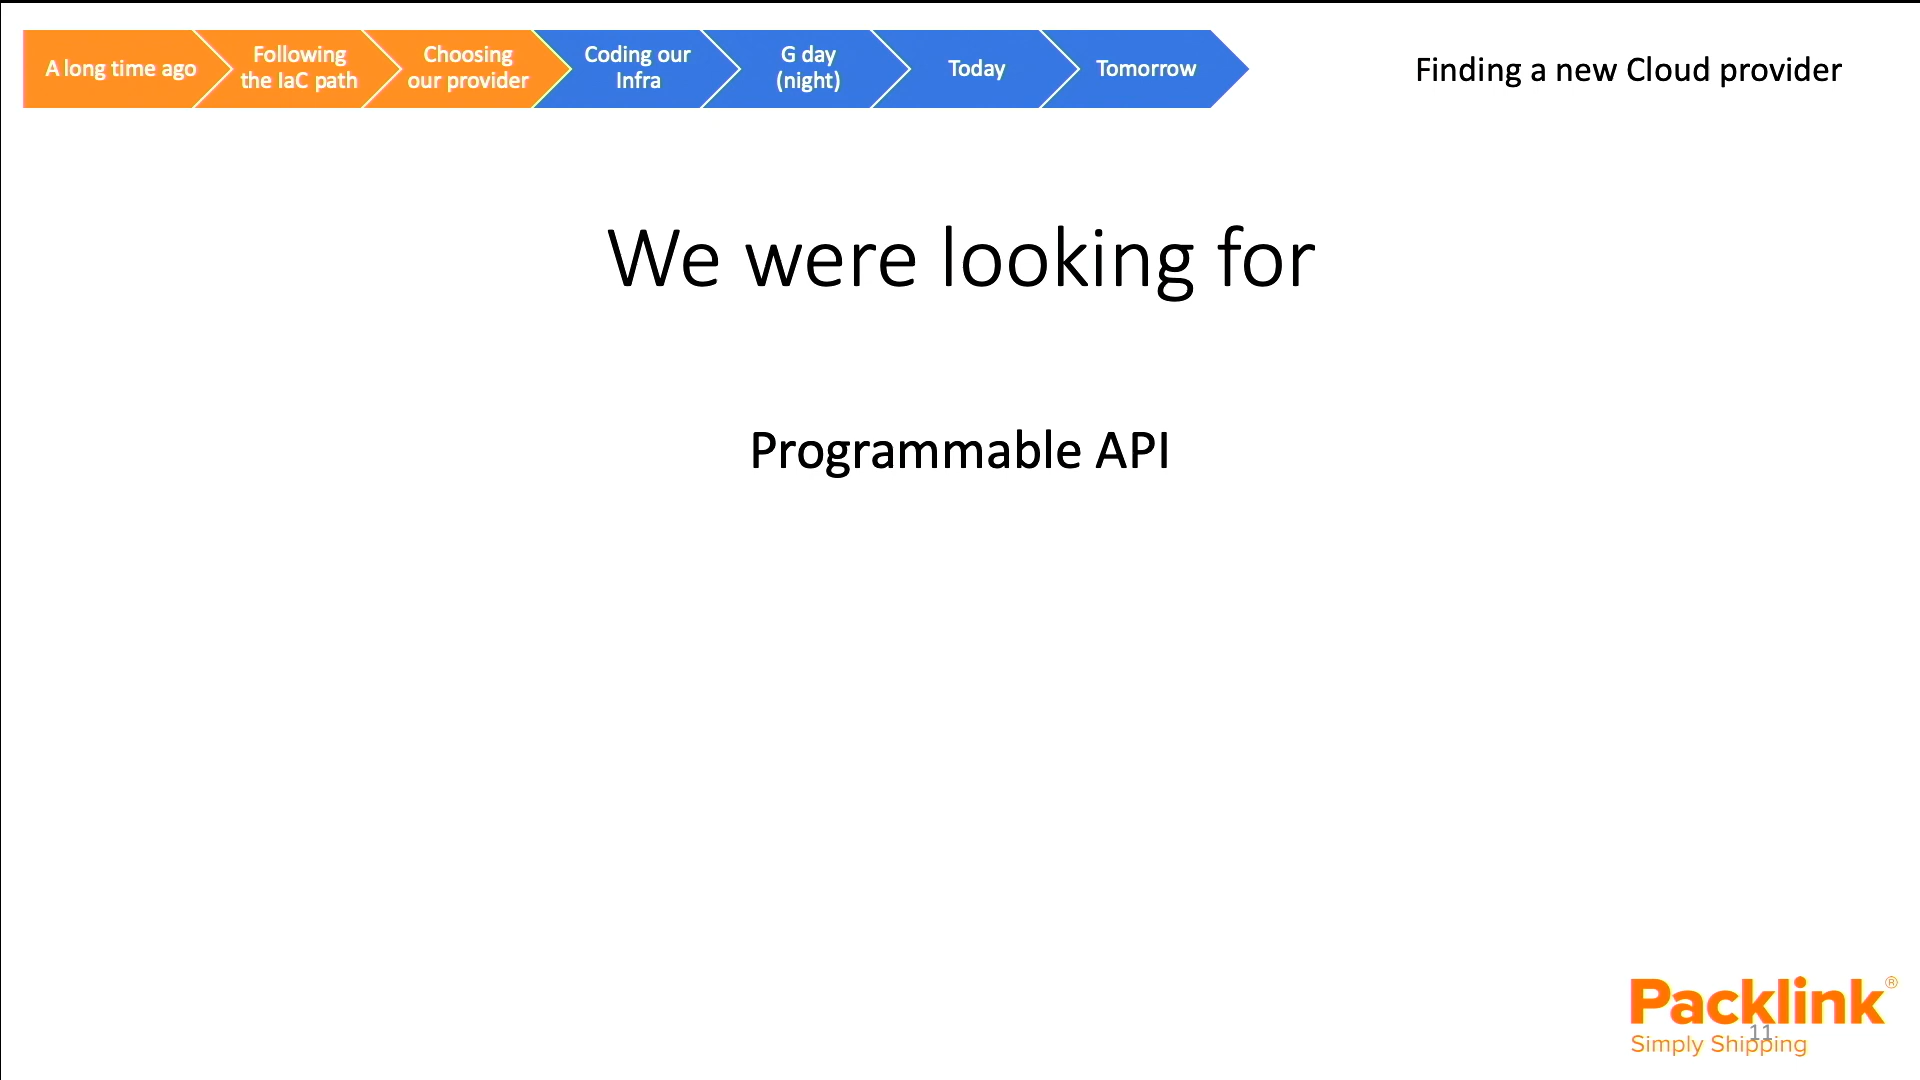 A long time ago
Following
the IaC path
Choosing
our provider
Coding our
Infra
G day
(night)
Today
Tomorrow
Finding a new Cloud provider
We were looking for
Programmable API
Packlink®
Simply Shipping
11